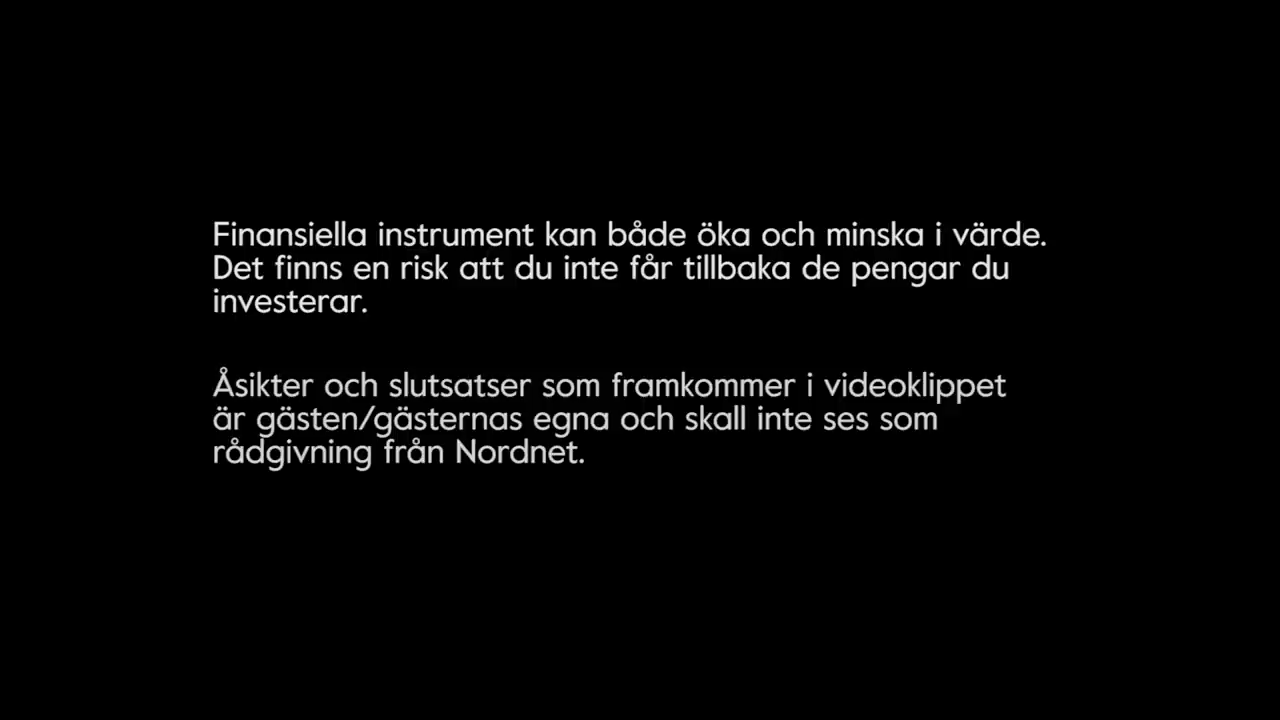 Finansiella instrument kan både öka och minska i värde.
Det finns en risk att du inte får tillbaka de pengar du
investerar.
Åsikter och slutsatser som framkommer i videoklippet
är gästen/gästernas egna och skall inte ses som
rådgivning från Nordnet.